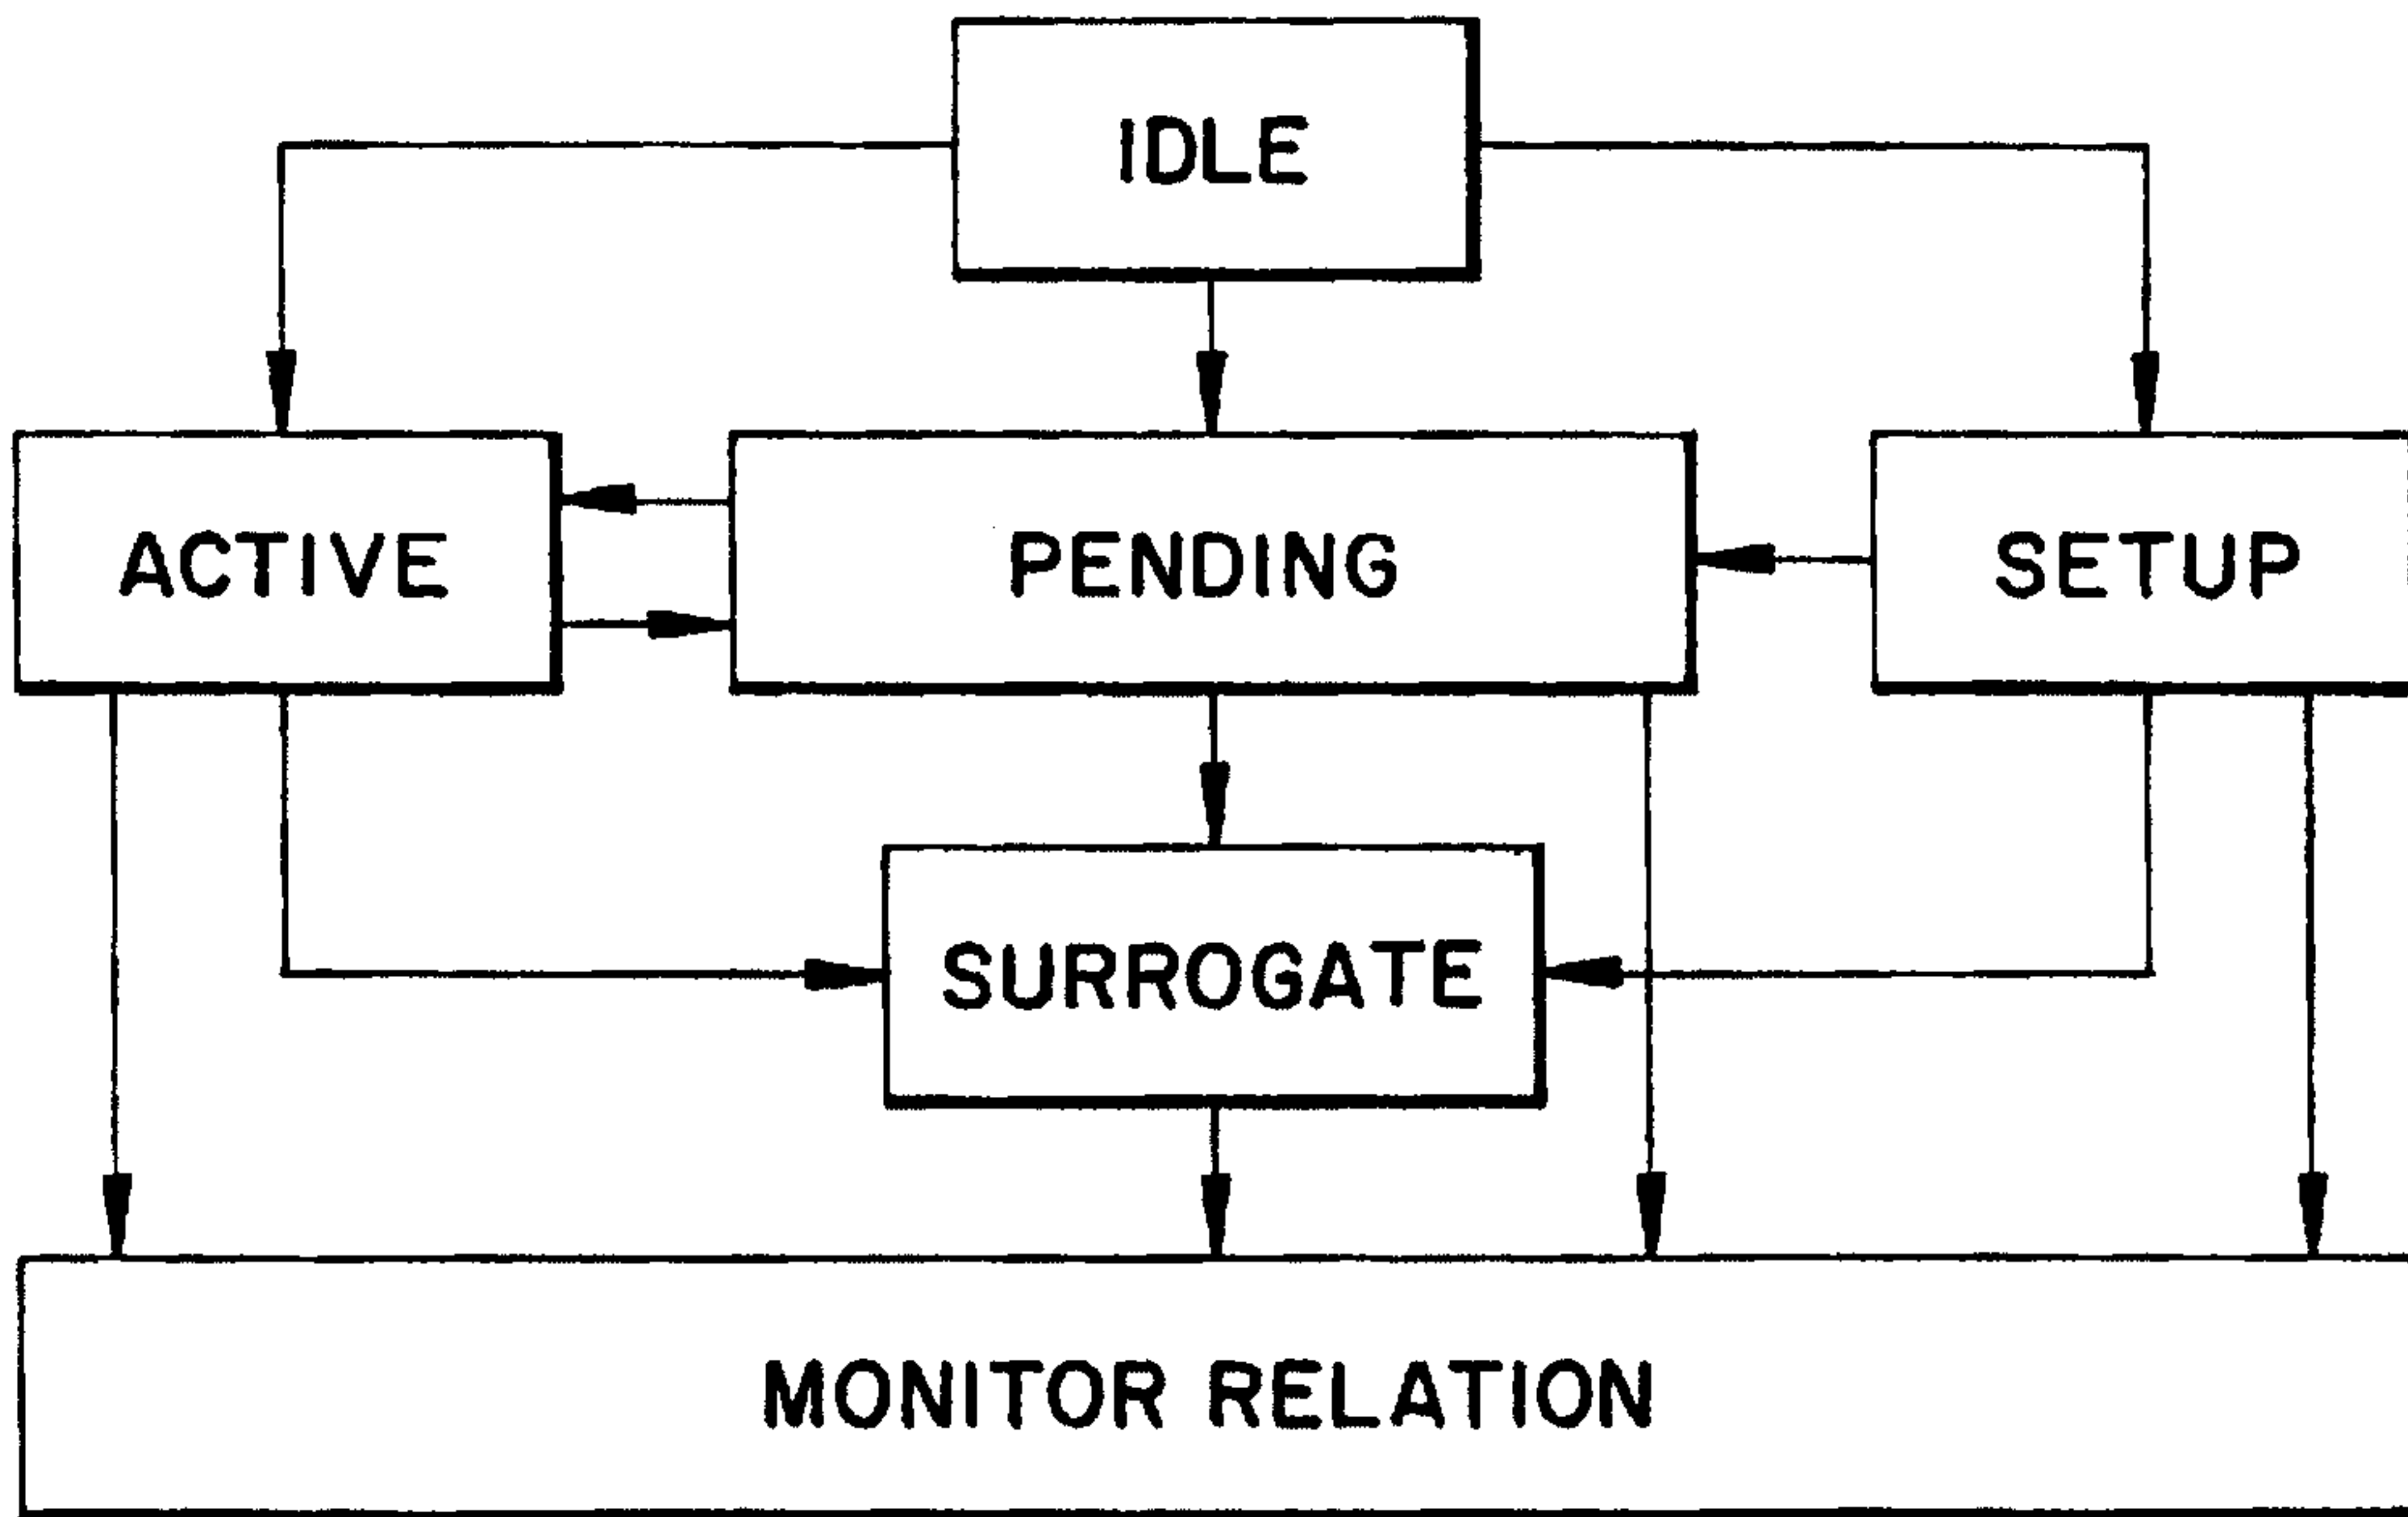 IDLE
ACTIVE
PENDING
SETUP
SURROGATE
MONITOR RELATION